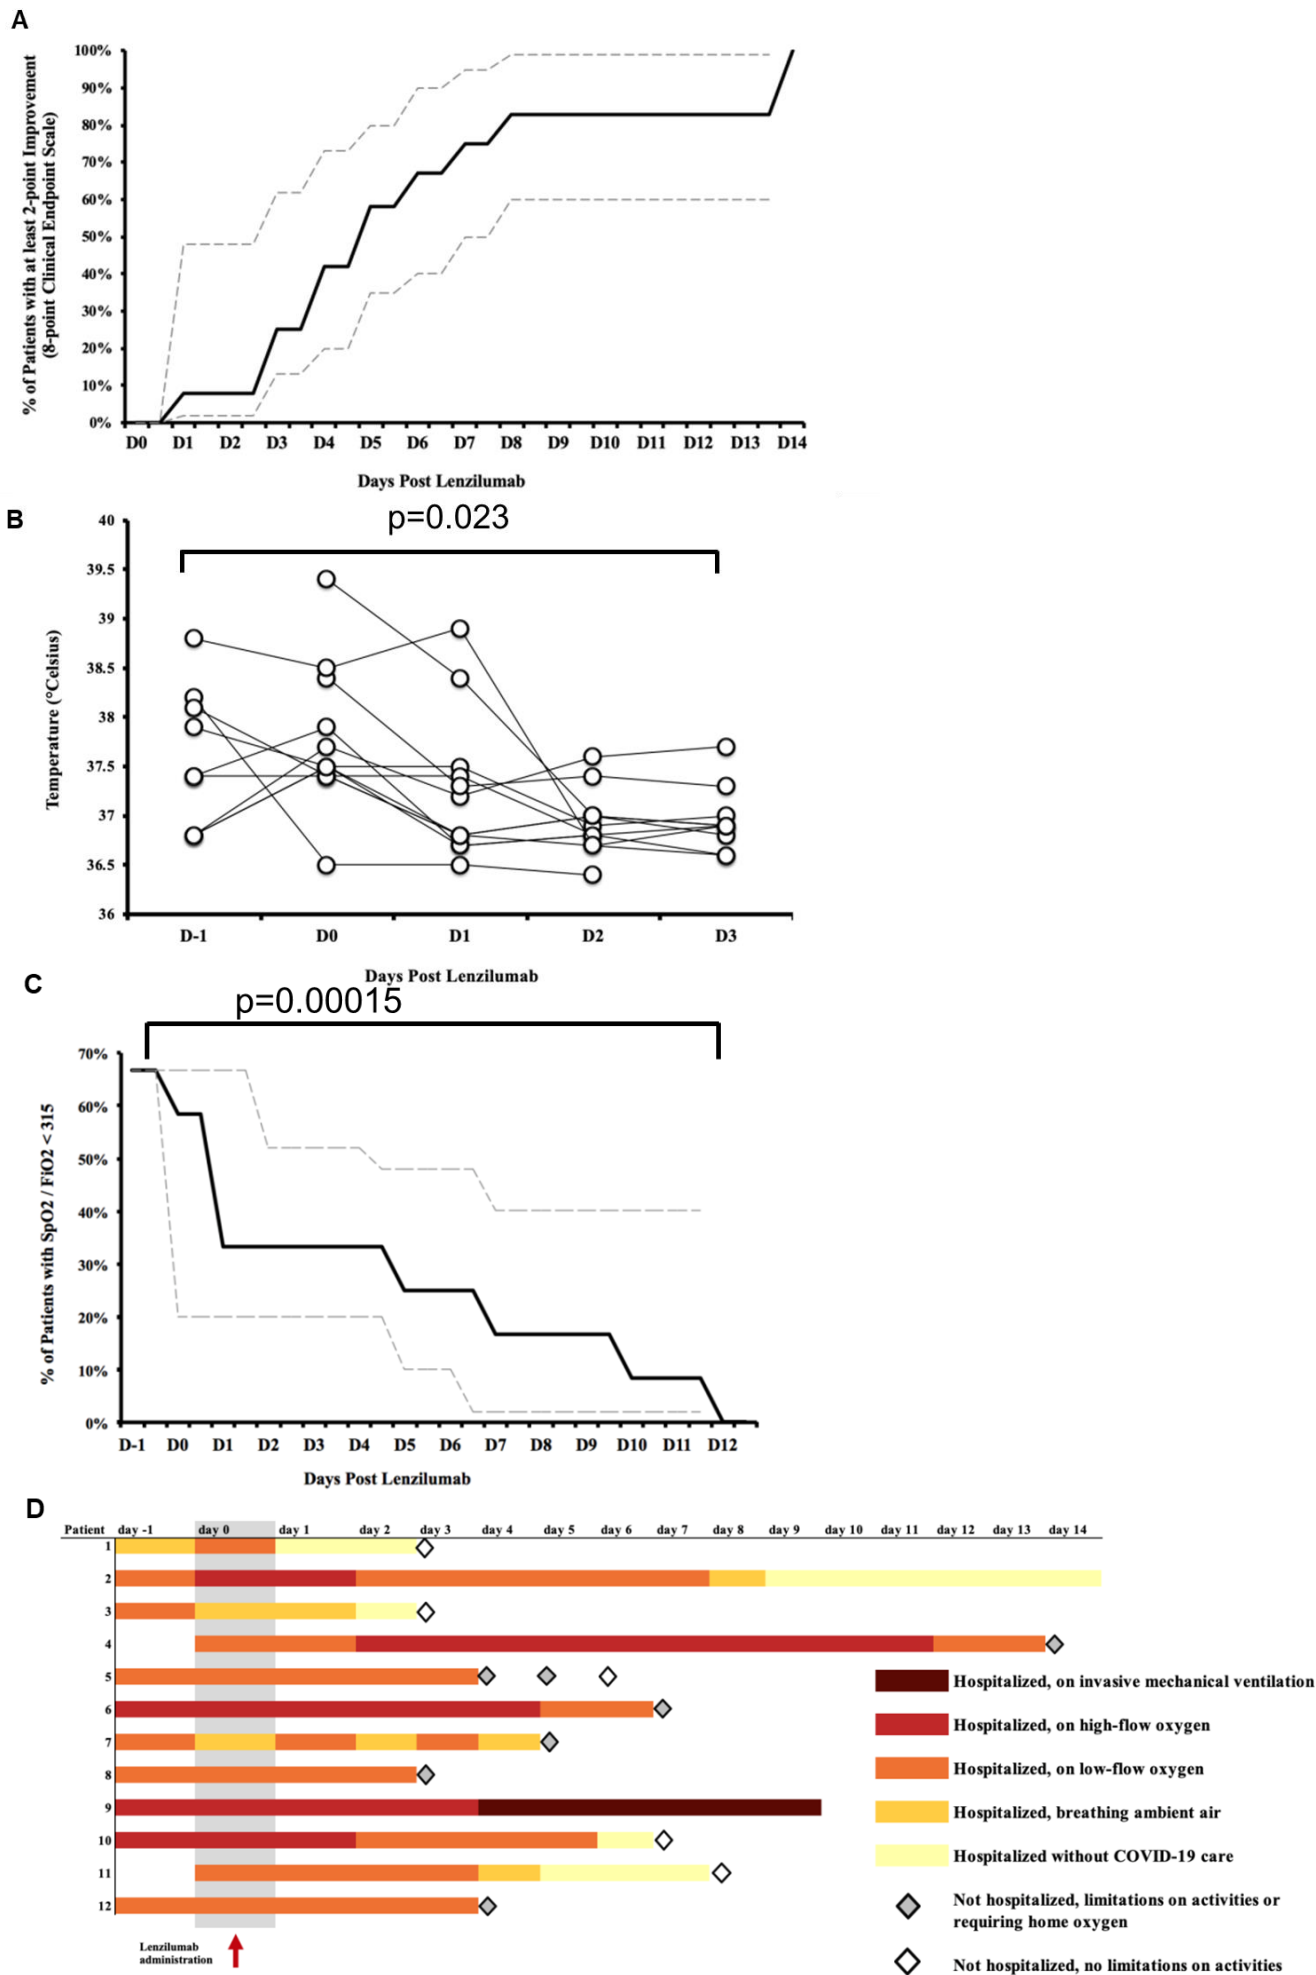 A
% of Patients with at least 2-point Improvement
(8-point Clinical Endpoint Scale)
100%
90%
80%
70%
60%
50%
40%
30%
20%
10%
0%
D0 D1 D2 D3 D4 D5 D6 D7 D8 D9 D10 D11 D12 D13 D14
Days Post Lenzilumab
B
p=0.023
Temperature (°Celsius)
40
39.5
39
38.5
38
37.5
37
36.5
36
D-1 D0 D1 D2 D3
Days Post Lenzilumab
C
p=0.00015
% of Patients with SpO2 / FiO2 < 315
70%
60%
50%
40%
30%
20%
10%
0%
D-1 D0 D1 D2 D3 D4 D5 D6 D7 D8 D9 D10 D11 D12
Days Post Lenzilumab
D
Patient day -1 day 0 day 1 day 2 day 3 day 4 day 5 day 6 day 7 day 8 day 9 day 10 day 11 day 12 day 13 day 14
1
2
3
4
5
6
7
8
9
10
11
12
Hospitalized, on invasive mechanical ventilation
Hospitalized, on high-flow oxygen
Hospitalized, on low-flow oxygen
Hospitalized, breathing ambient air
Hospitalized without COVID-19 care
Not hospitalized, limitations on activities or
requiring home oxygen
Not hospitalized, no limitations on activities
Lenzilumab
administration